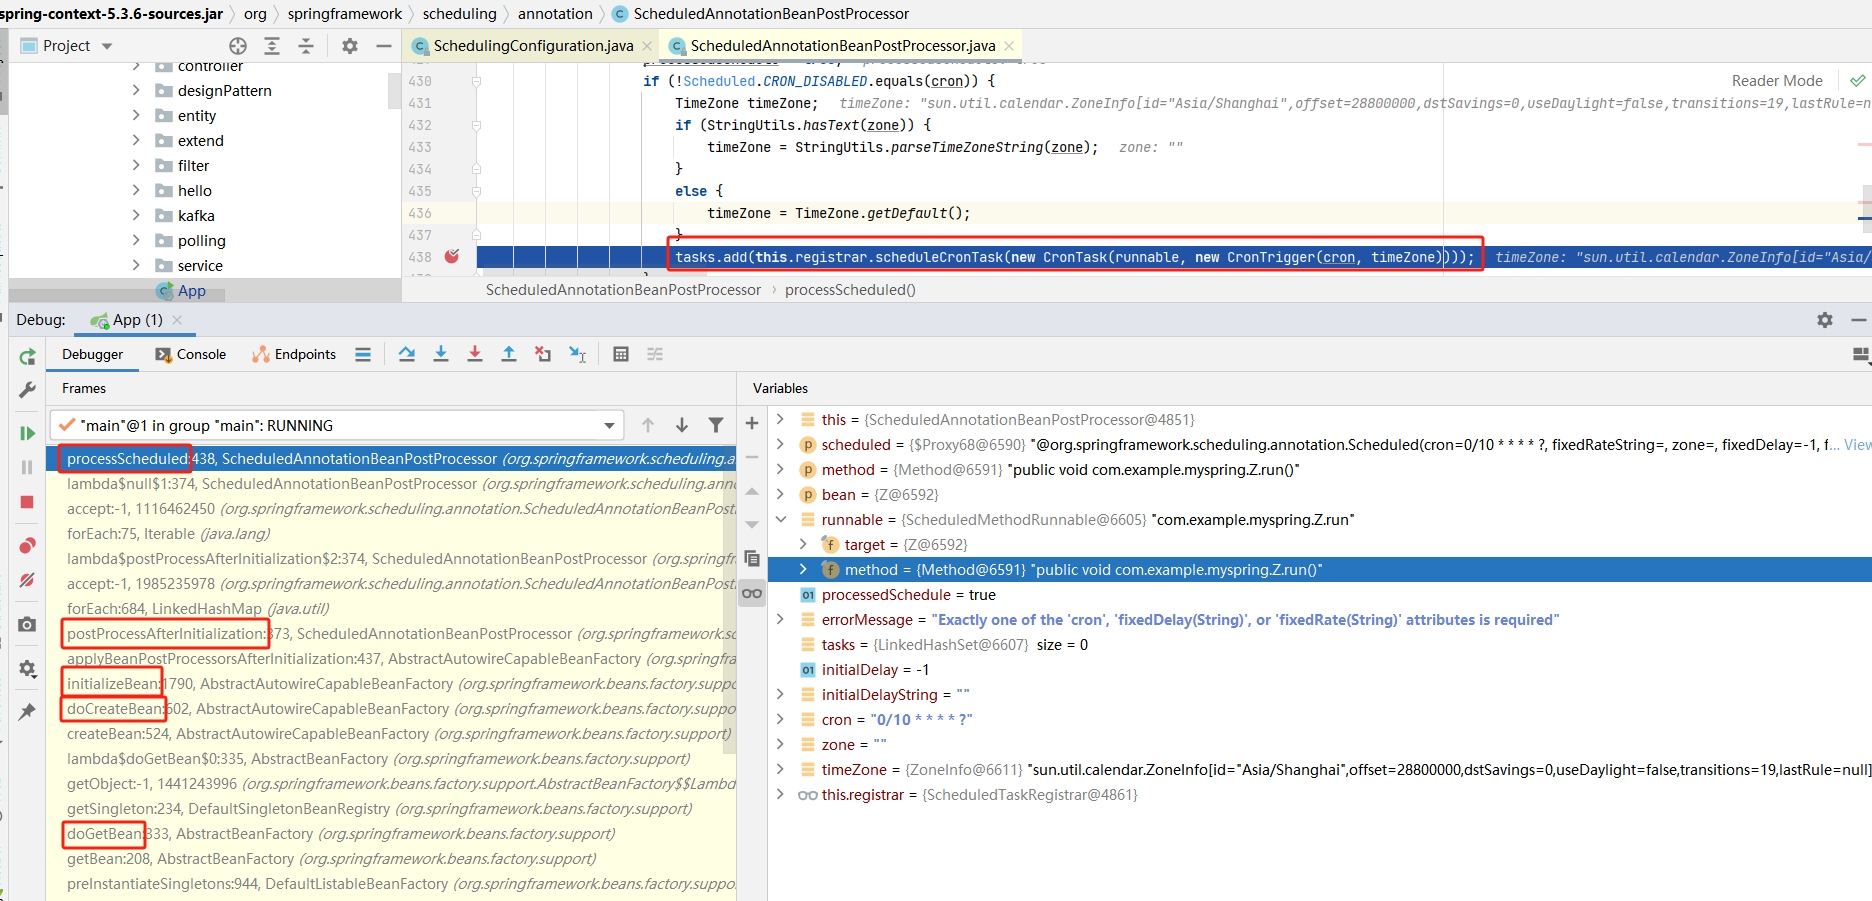 spring-context-5.3.6-sources.jar org springframework scheduling annotation ScheduledAnnotationBeanPostProcessor
Project
SchedulingConfiguration.java
ScheduledAnnotationBeanPostProcessor.java
controller
designPattern
entity
extend
filter
hello
kafka
polling
service
App
430 if (!Scheduled.CRON_DISABLED.equals(cron)) {
Reader Mode
431 TimeZone timeZone; timeZone: "sun.util.calendar.ZoneInfo[id="Asia/Shanghai",offset=28800000,dstSavings=0,useDaylight=false,transitions=19,lastRule=n
432 if (StringUtils.hasText(zone)) {
433 timeZone = StringUtils.parseTimeZoneString(zone); zone: ""
434 }
435 else {
436 timeZone = TimeZone.getDefault();
437 }
438 tasks.add(this.registrar.scheduleCronTask(new CronTask(runnable, new CronTrigger(cron, timeZone)))); timeZone: "sun.util.calendar.ZoneInfo[id="Asia/
ScheduledAnnotationBeanPostProcessor processScheduled()
Debug: App (1)
Debugger Console Endpoints
Frames
"main"@1 in group "main": RUNNING
processScheduled:438, ScheduledAnnotationBeanPostProcessor (org.springframework.scheduling.a
lambda$null$1:374, ScheduledAnnotationBeanPostProcessor (org.springframework.scheduling.ann
accept:-1, 1116462450 (org.springframework.scheduling.annotation.ScheduledAnnotationBeanPost
forEach:75, Iterable (java.lang)
lambda$postProcessAfterInitialization$2:374, ScheduledAnnotationBeanPostProcessor (org.springfr
accept:-1, 1985235978 (org.springframework.scheduling.annotation.ScheduledAnnotationBeanPost
forEach:684, LinkedHashMap (java.util)
postProcessAfterInitialization:373, ScheduledAnnotationBeanPostProcessor (org.springframework.sc
applyBeanPostProcessorsAfterInitialization:437, AbstractAutowireCapableBeanFactory (org.springfr
initializeBean:1790, AbstractAutowireCapableBeanFactory (org.springframework.beans.factory.suppo
doCreateBean:602, AbstractAutowireCapableBeanFactory (org.springframework.beans.factory.suppo
createBean:524, AbstractAutowireCapableBeanFactory (org.springframework.beans.factory.support)
lambda$doGetBean$0:335, AbstractBeanFactory (org.springframework.beans.factory.support)
getObject:-1, 1441243996 (org.springframework.beans.factory.support.AbstractBeanFactory$$Lambd
getSingleton:234, DefaultSingletonBeanRegistry (org.springframework.beans.factory.support)
doGetBean:333, AbstractBeanFactory (org.springframework.beans.factory.support)
getBean:208, AbstractBeanFactory (org.springframework.beans.factory.support)
preInstantiateSingletons:944, DefaultListableBeanFactory (org.springframework.beans.factory.suppo
Variables
this = {ScheduledAnnotationBeanPostProcessor@4851}
scheduled = {$Proxy68@6590} "@org.springframework.scheduling.annotation.Scheduled(cron=0/10 * * * * ?, fixedRateString=, zone=, fixedDelay=-1, f... View
method = {Method@6591} "public void com.example.myspring.Z.run()"
bean = {Z@6592}
runnable = {ScheduledMethodRunnable@6605} "com.example.myspring.Z.run"
target = {Z@6592}
method = {Method@6591} "public void com.example.myspring.Z.run()"
processedSchedule = true
errorMessage = "Exactly one of the 'cron', 'fixedDelay(String)', or 'fixedRate(String)' attributes is required"
tasks = {LinkedHashSet@6607} size = 0
initialDelay = -1
initialDelayString = ""
cron = "0/10 * * * * ?"
zone = ""
timeZone = {ZoneInfo@6611} "sun.util.calendar.ZoneInfo[id="Asia/Shanghai",offset=28800000,dstSavings=0,useDaylight=false,transitions=19,lastRule=null]
this.registrar = {ScheduledTaskRegistrar@4861}